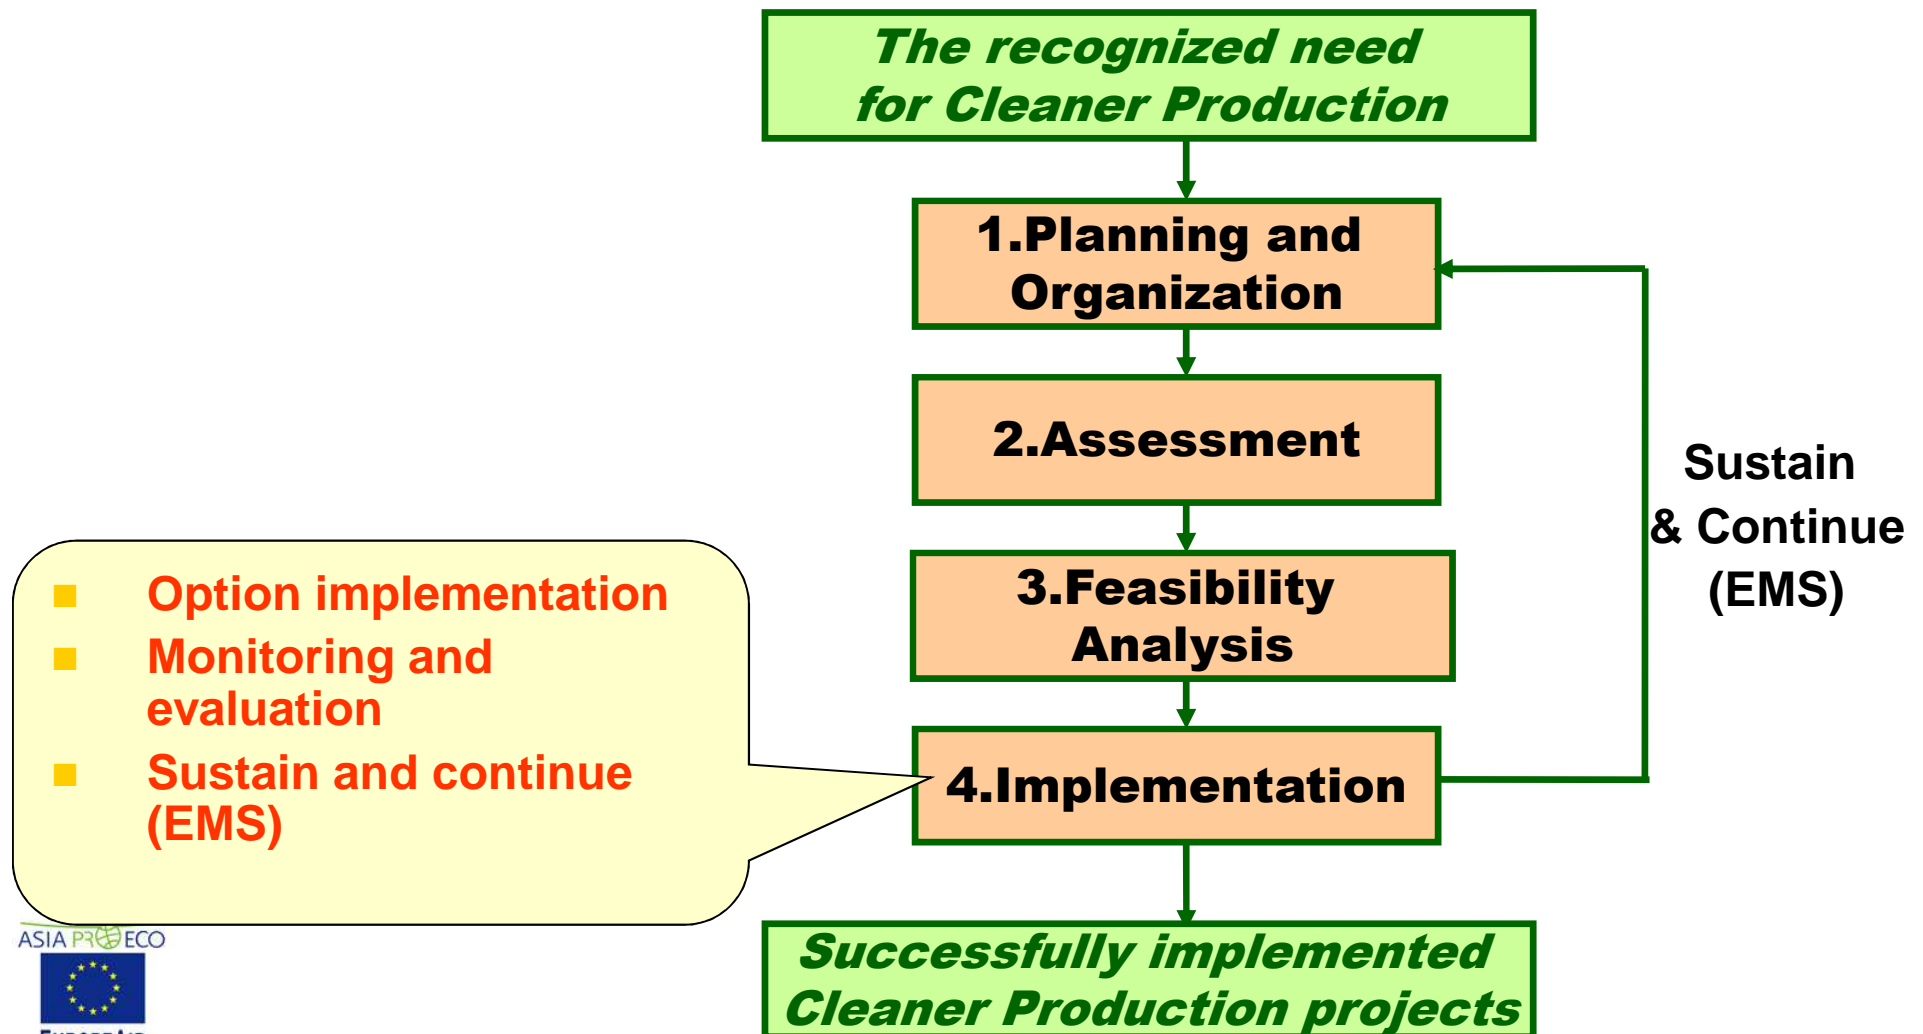 The recognized need
for Cleaner Production
1.Planning and
Organization
2.Assessment
3.Feasibility
Analysis
4.Implementation
Sustain
& Continue
(EMS)
Option implementation
Monitoring and
evaluation
Sustain and continue
(EMS)
Successfully implemented
Cleaner Production projects
ASIA PRO ECO
EUROPEAID